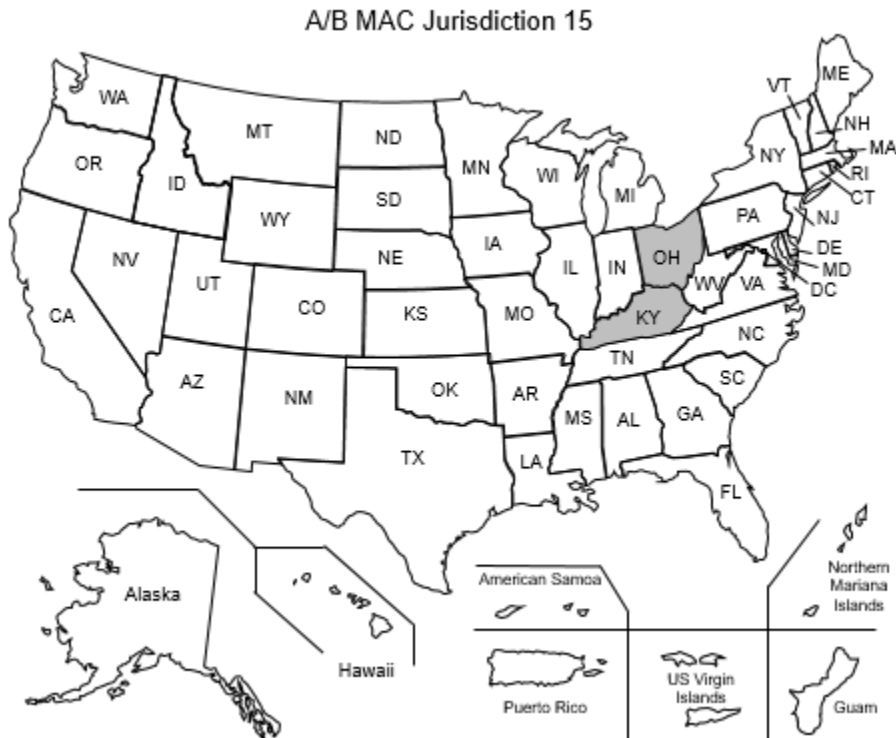 A/B MAC Jurisdiction 15
WA
MT
ND
MN
ME
VT
NH
MA
NY
RI
CT
OR
ID
SD
WI
MI
WY
PA
NJ
IA
NE
NV
UT
CO
IL
IN
OH
DE
MD
DC
WV
VA
CA
KS
MO
KY
NC
TN
AZ
NM
OK
AR
SC
MS
AL
GA
TX
LA
FL
Alaska
Hawaii
American Samoa
Northern
Mariana
Islands
Puerto Rico
US Virgin
Islands
Guam